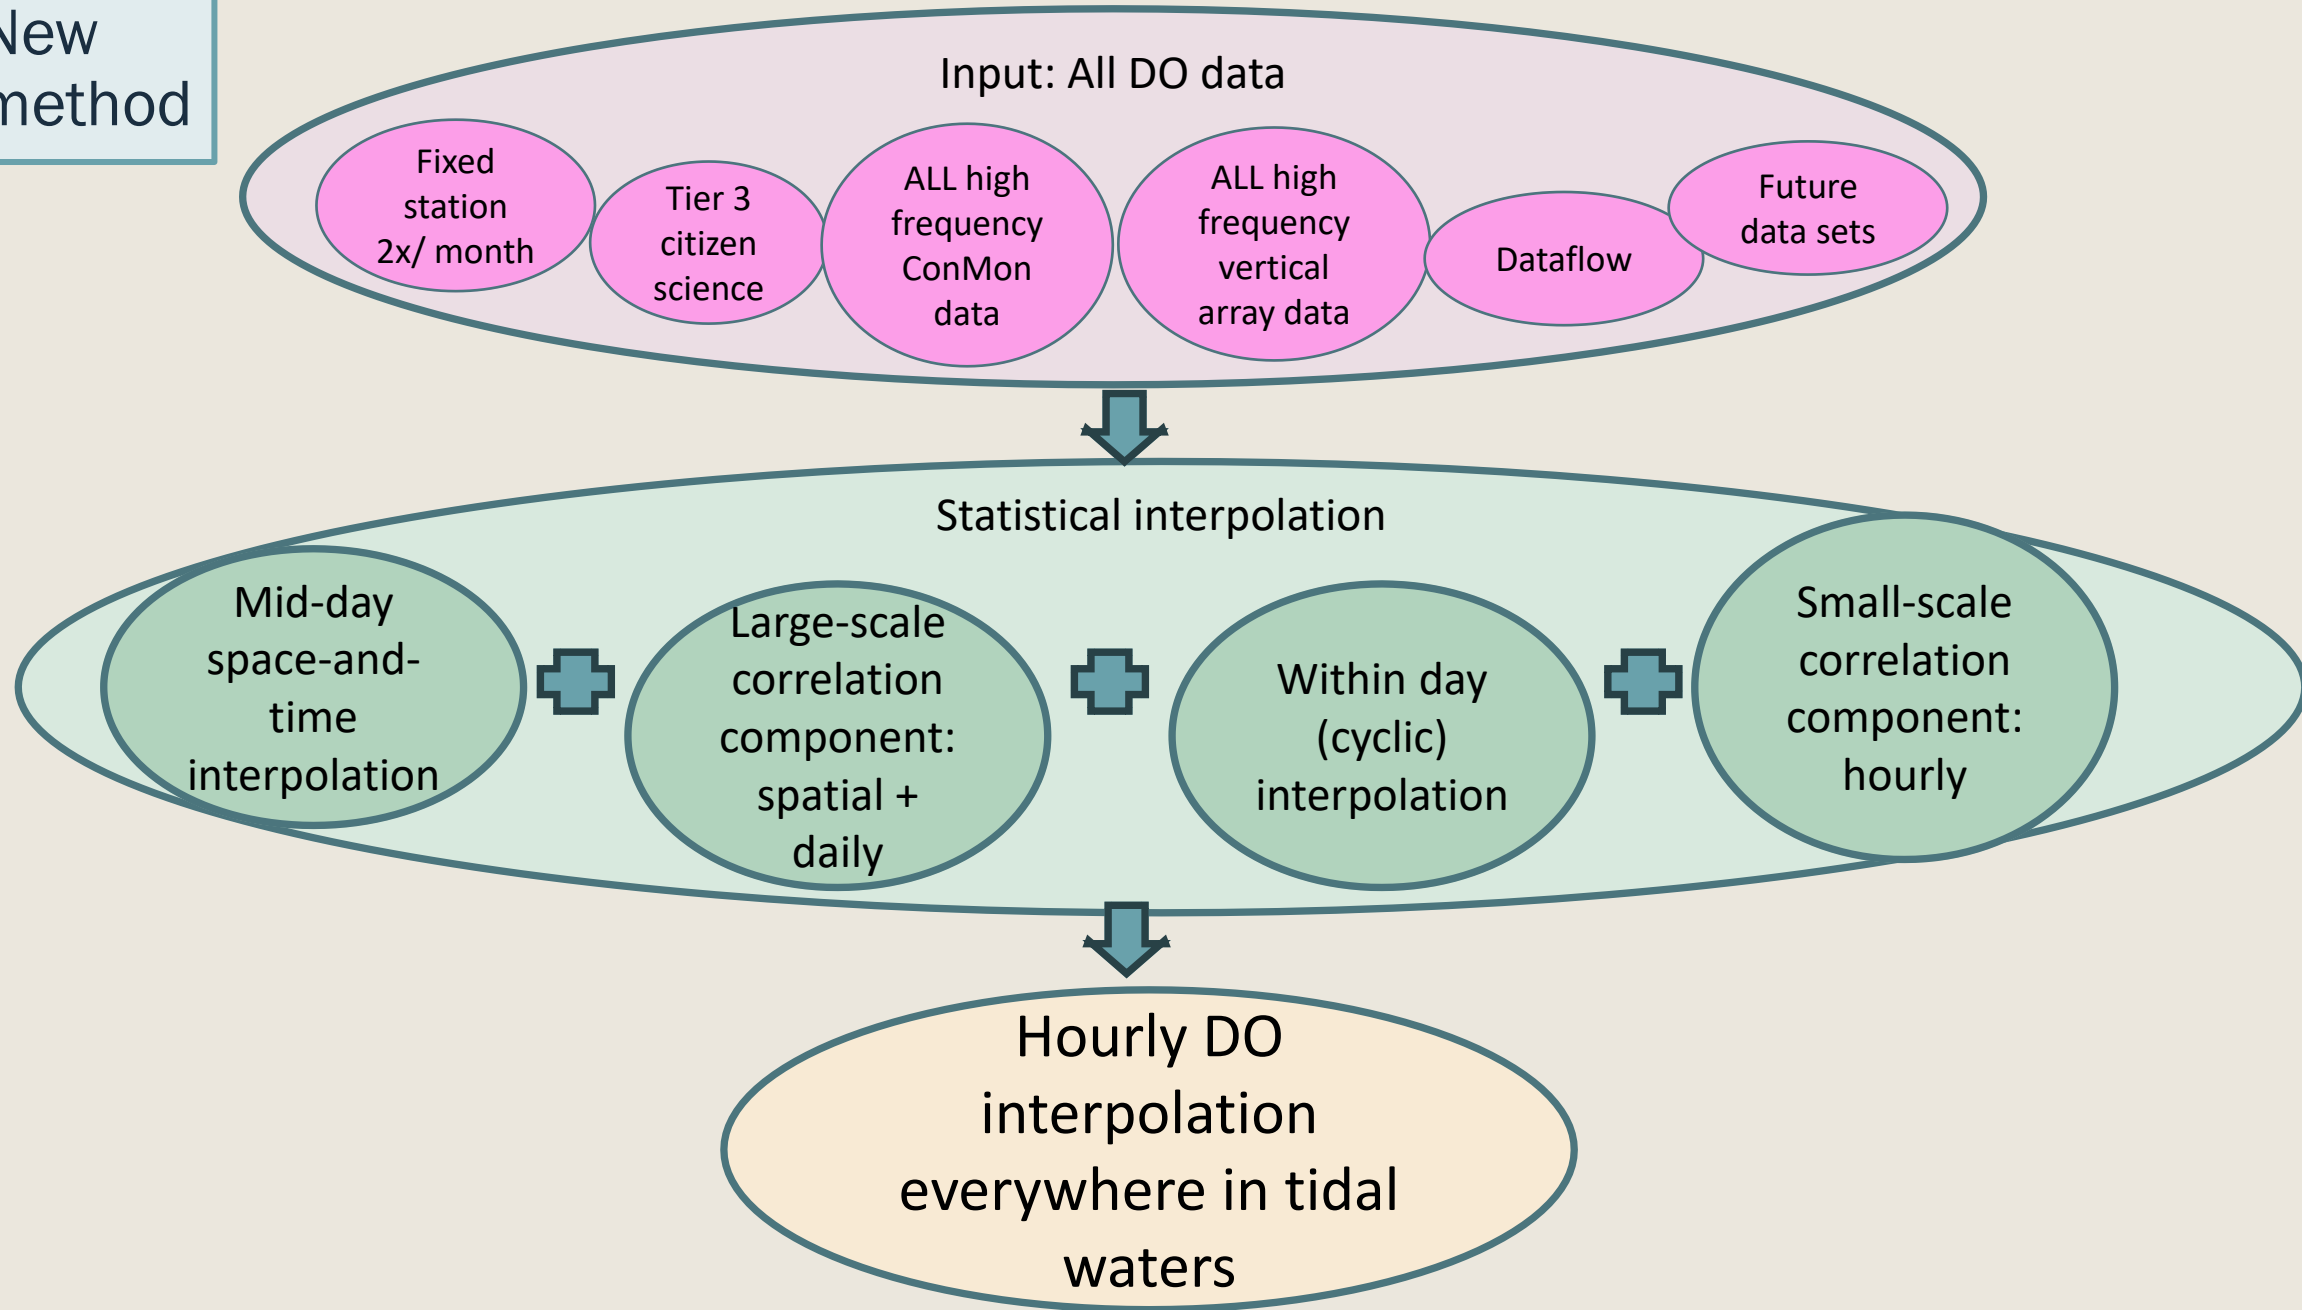 New
method
Input: All DO data
Fixed
station
2x/ month
Tier 3
citizen
science
ALL high
frequency
ConMon
data
ALL high
frequency
vertical
array data
Dataflow
Future
data sets
Statistical interpolation
Mid-day
space-and-
time
interpolation
Large-scale
correlation
component:
spatial +
daily
Within day
(cyclic)
interpolation
Small-scale
correlation
component:
hourly
Hourly DO
interpolation
everywhere in tidal
waters